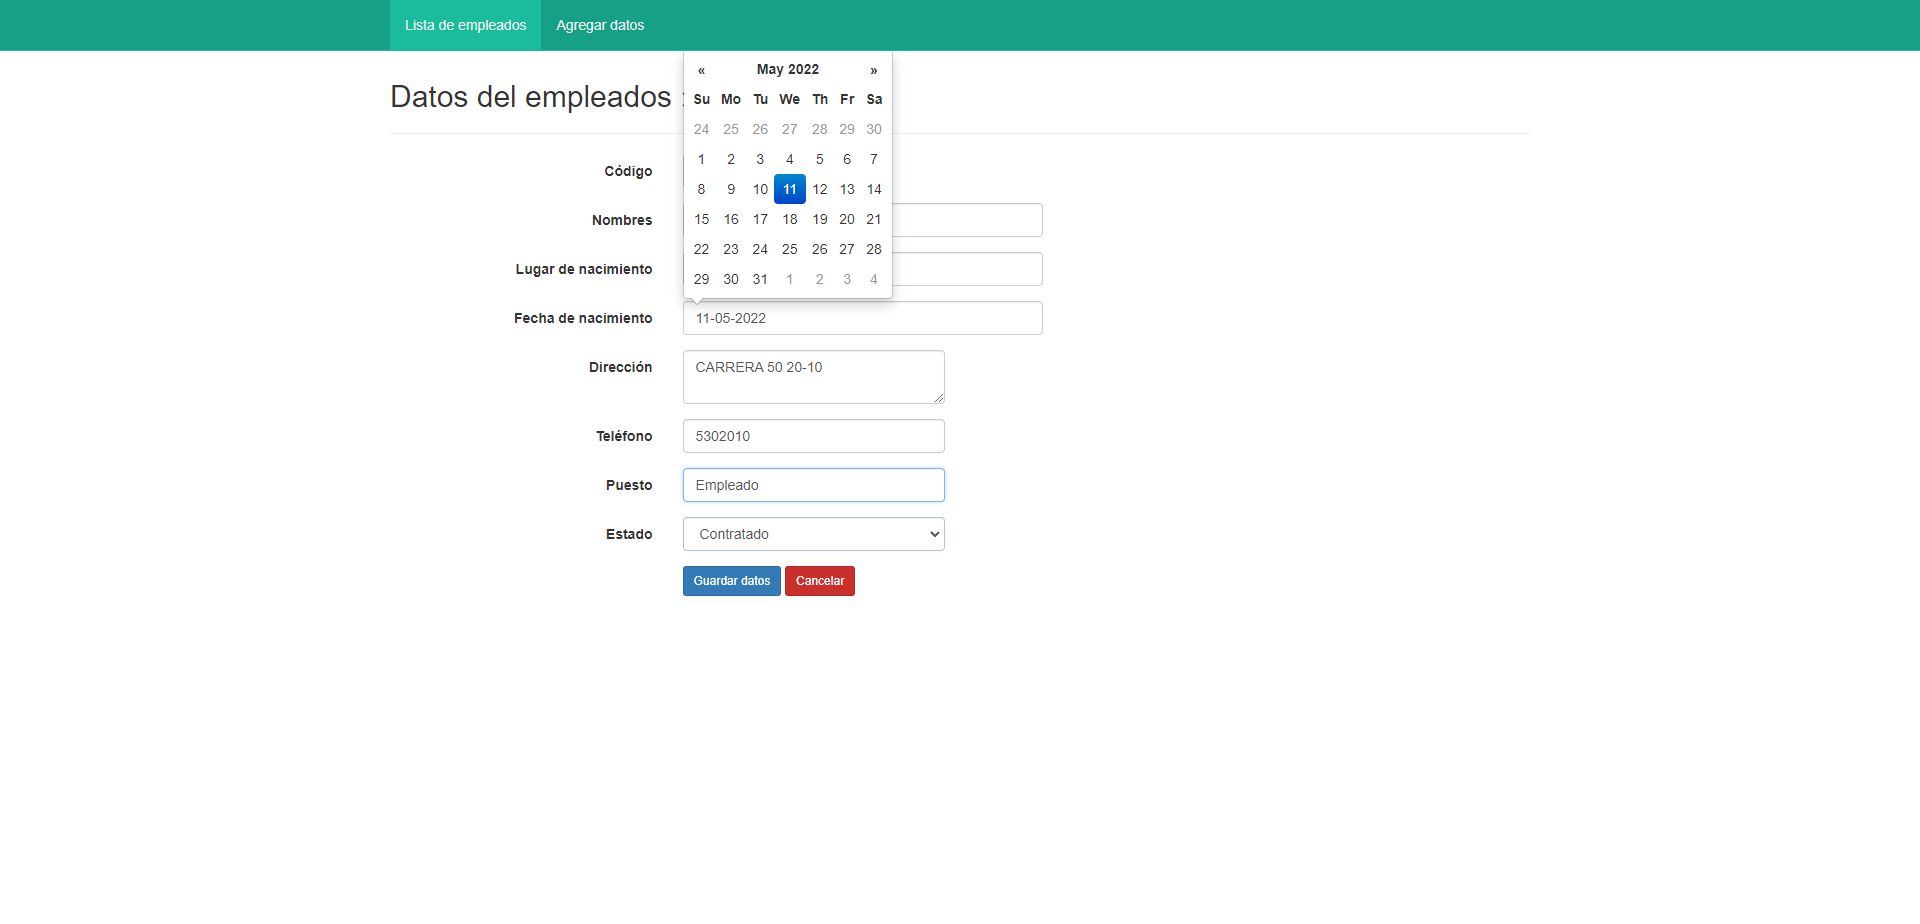 Lista de empleados Agregar datos
« May 2022 »
Datos del empleados
Su Mo Tu We Th Fr Sa
24 25 26 27 28 29 30
1 2 3 4 5 6 7
8 9 10 11 12 13 14
15 16 17 18 19 20 21
22 23 24 25 26 27 28
29 30 31 1 2 3 4
Código
Nombres
Lugar de nacimiento
Fecha de nacimiento 11-05-2022
Dirección CARRERA 50 20-10
Teléfono 5302010
Puesto Empleado
Estado Contratado
Guardar datos Cancelar